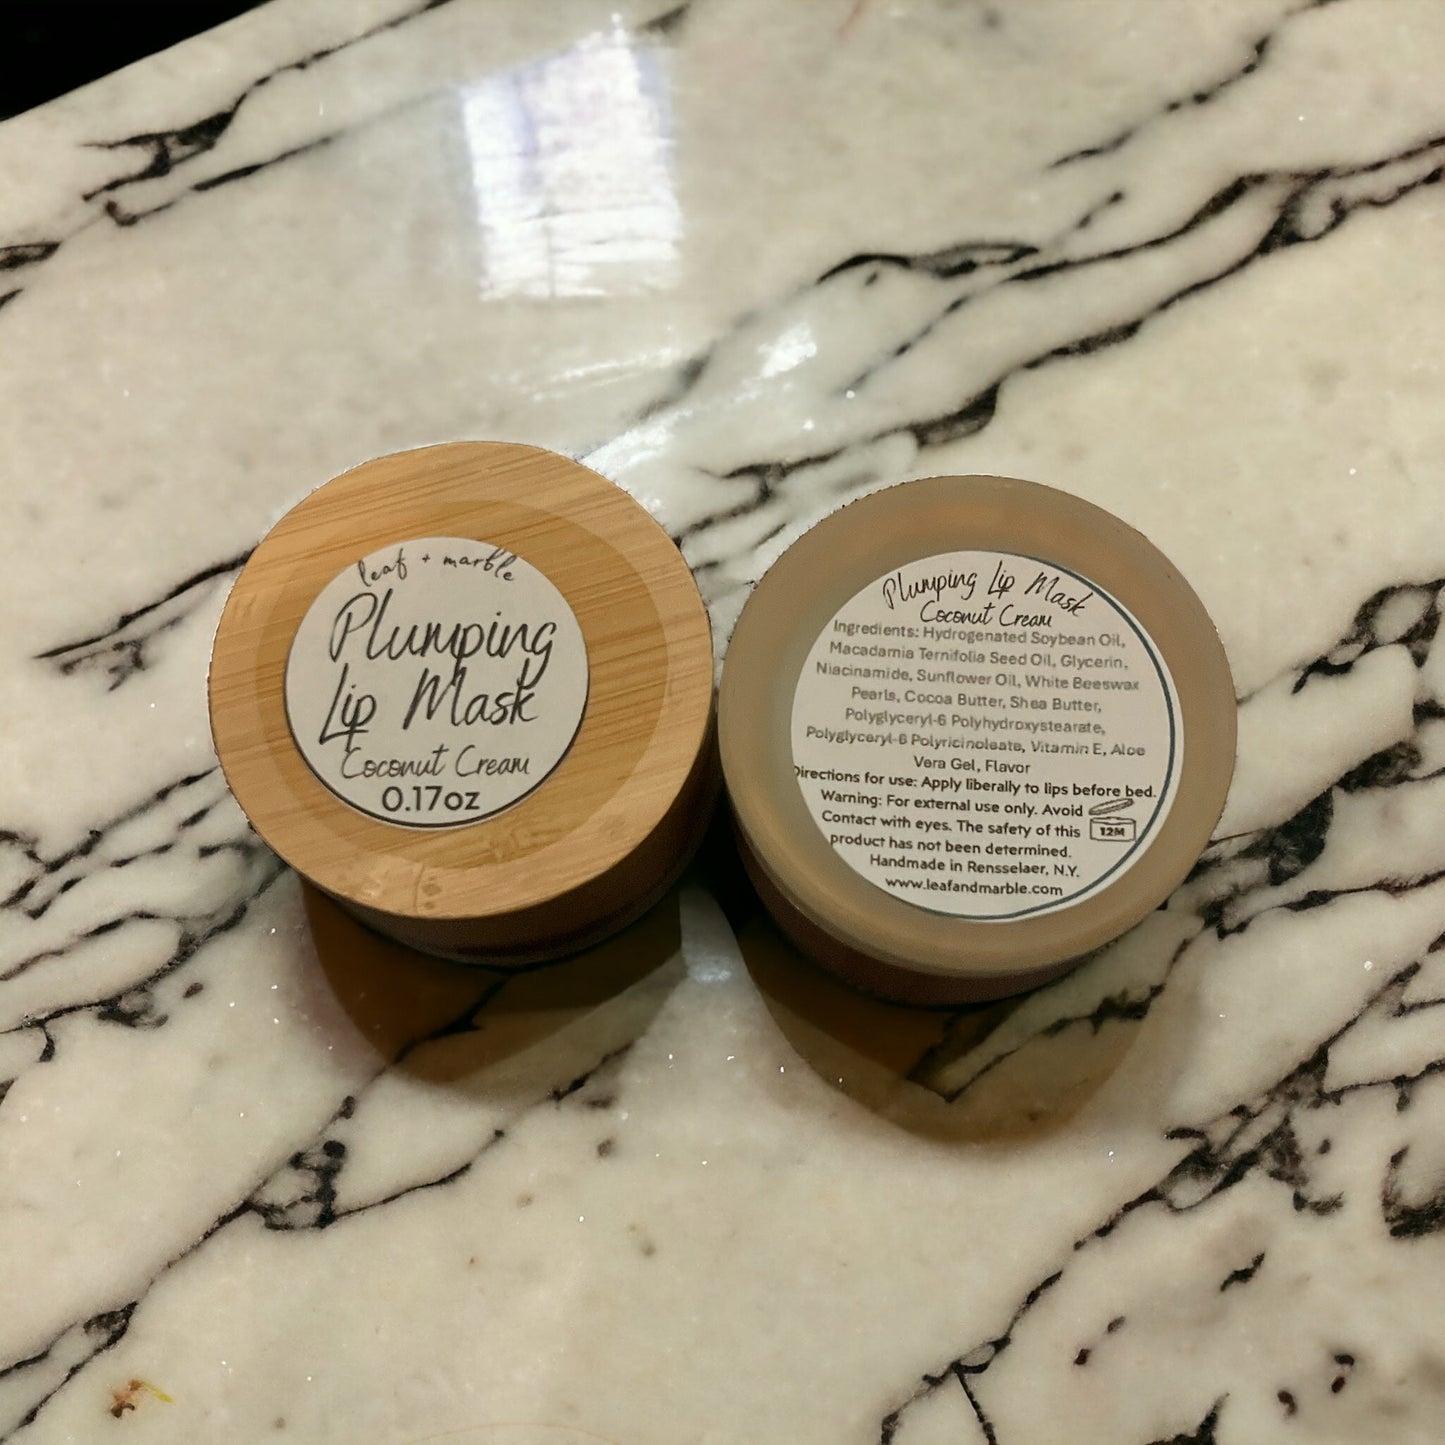 leaf + marble
Plumping
Lip Mask
Coconut Cream
0.17oz
Plumping Lip Mask
Coconut Cream
Ingredients: Hydrogenated Soybean Oil,
Macadamia Ternifolia Seed Oil, Glycerin,
Niacinamide, Sunflower Oil, White Beeswax
Pearls, Cocoa Butter, Shea Butter,
Polyglyceryl-6 Polyhydroxystearate,
Polyglyceryl-6 Polyricinoleate, Vitamin E, Aloe
Vera Gel, Flavor
Directions for use: Apply liberally to lips before bed.
Warning: For external use only. Avoid
Contact with eyes. The safety of this
12M
product has not been determined.
Handmade in Rensselaer, N.Y.
www.leafandmarble.com